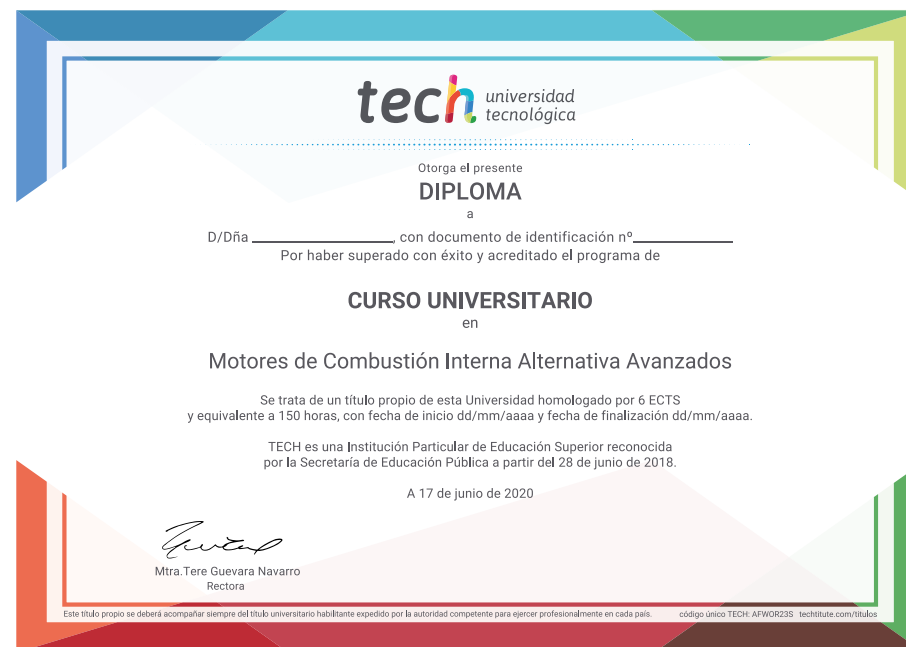 tech universidad
tecnológica
Otorga el presente
DIPLOMA
a
D/Dña ____________________, con documento de identificación nº______________
Por haber superado con éxito y acreditado el programa de
CURSO UNIVERSITARIO
en
Motores de Combustión Interna Alternativa Avanzados
Se trata de un título propio de esta Universidad homologado por 6 ECTS
y equivalente a 150 horas, con fecha de inicio dd/mm/aaaa y fecha de finalización dd/mm/aaaa.
TECH es una Institución Particular de Educación Superior reconocida
por la Secretaría de Educación Pública a partir del 28 de junio de 2018.
A 17 de junio de 2020
Mtra.Tere Guevara Navarro
Rectora
Este título propio se deberá acompañar siempre del título universitario habilitante expedido por la autoridad competente para ejercer profesionalmente en cada país. código único TECH: AFWOR23S techtitute.com/títulos